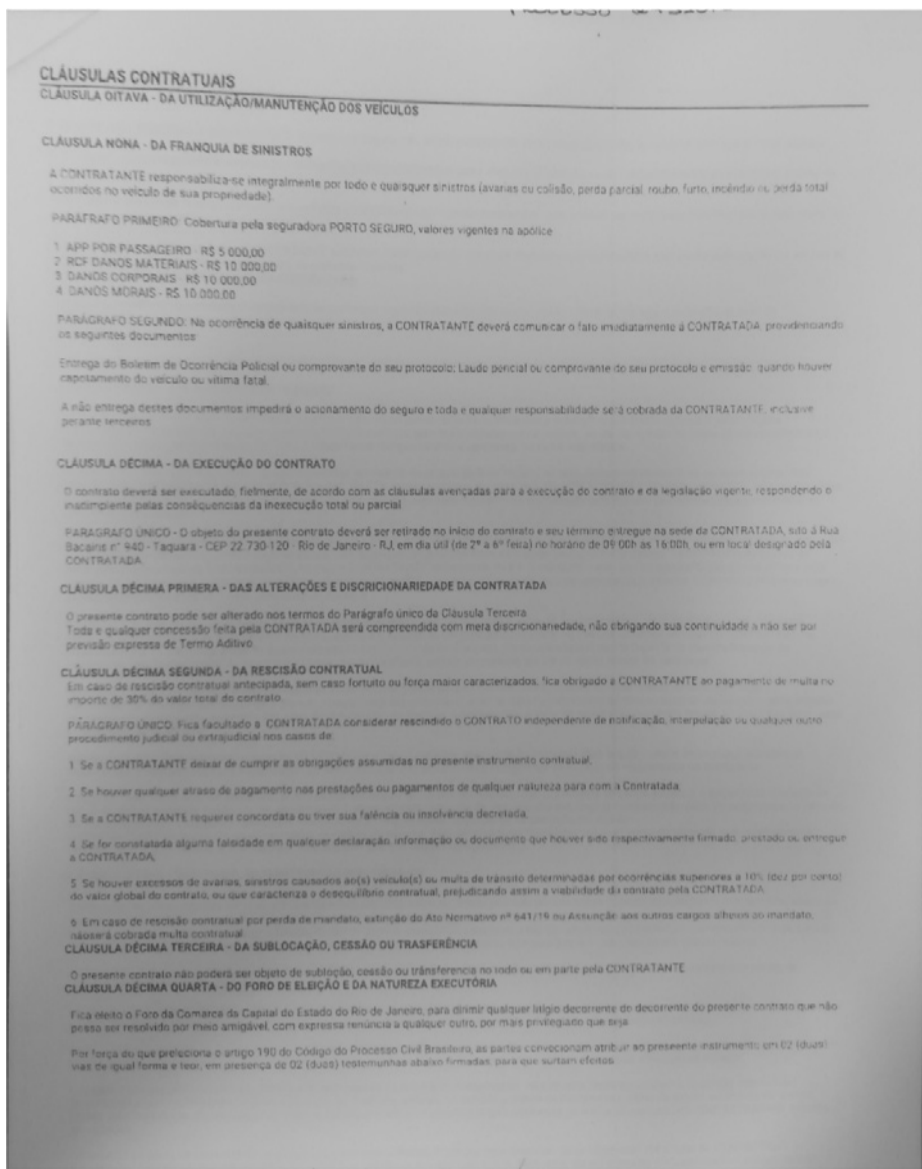 CLÁUSULAS CONTRATUAIS
CLÁUSULA OITAVA - DA UTILIZAÇÃO/MANUTENÇÃO DOS VEÍCULOS
CLÁUSULA NONA - DA FRANQUIA DE SINISTROS
A CONTRATANTE responsabiliza-se integralmente por todo e quaisquer sinistros (avarias ou colisão, perda parcial, roubo, furto, incêndio ou perda total
ocorridos no veículo de sua propriedade).
PARÁFRAFO PRIMEIRO: Cobertura pela seguradora PORTO SEGURO, valores vigentes na apólice
1. APP POR PASSAGEIRO - R$ 5.000,00
2. RCF DANOS MATERIAIS - R$ 10.000,00
3. DANOS CORPORAIS - R$ 10.000,00
4. DANOS MORAIS - R$ 10.000,00
PARÁGRAFO SEGUNDO: Na ocorrência de quaisquer sinistros, a CONTRATANTE deverá comunicar o fato imediatamente à CONTRATADA, providenciando
os seguintes documentos:
Entrega do Boletim de Ocorrência Policial ou comprovante do seu protocolo; Laudo pericial ou comprovante do seu protocolo e emissão, quando houver
capotamento do veículo ou vítima fatal.
A não entrega destes documentos impedirá o acionamento do seguro e toda e qualquer responsabilidade será cobrada da CONTRATANTE, inclusive
perante terceiros.
CLÁUSULA DÉCIMA - DA EXECUÇÃO DO CONTRATO
O contrato deverá ser executado, fielmente, de acordo com as cláusulas avençadas para a execução do contrato e da legislação vigente, respondendo o
inadimplente pelas consequências da inexecução total ou parcial.
PARÁGRAFO ÚNICO - O objeto do presente contrato deverá ser retirado no início do contrato e seu término entregue na sede da CONTRATADA, sito à Rua
nº 940 - Taquara - CEP 22.730-120 - Rio de Janeiro - RJ, em dia útil (de 2ª a 6ª feira) no horário de 09:00h as 16:00h, ou em local designado pela
CONTRATADA.
CLÁUSULA DÉCIMA PRIMEIRA - DAS ALTERAÇÕES E DISCRICIONARIEDADE DA CONTRATADA
O presente contrato pode ser alterado nos termos do Parágrafo único da Cláusula Terceira.
Toda e qualquer concessão feita pela CONTRATADA será compreendida com mera discricionariedade, não obrigando sua continuidade a não ser por
previsão expressa de Termo Aditivo.
CLÁUSULA DÉCIMA SEGUNDA - DA RESCISÃO CONTRATUAL
Em caso de rescisão contratual antecipada, sem caso fortuito ou força maior caracterizados, fica obrigado a CONTRATANTE ao pagamento de multa no
importe de 30% do valor total do contrato.
PARÁGRAFO ÚNICO: Fica facultado a CONTRATADA considerar rescindido o CONTRATO independente de notificação, interpelação ou qualquer outro
procedimento judicial ou extrajudicial nos casos de:
1. Se a CONTRATANTE deixar de cumprir as obrigações assumidas no presente instrumento contratual;
2. Se houver qualquer atraso de pagamento nas prestações ou pagamentos de qualquer natureza para com a Contratada;
3. Se a CONTRATANTE requerer concordata ou tiver sua falência ou insolvência decretada;
4. Se for constatada alguma falsidade em qualquer declaração, informação ou documento que houver sido respectivamente firmado, prestado ou entregue
a CONTRATADA;
5. Se houver excessos de avarias, sinistros causados ao(s) veículo(s) ou multa de trânsito determinadas por ocorrências superiores a 10% (dez por cento)
do valor global do contrato, ou que caracteriza o desequilíbrio contratual, prejudicando assim a viabilidade da contrato pela CONTRATADA
6. Em caso de rescisão contratual por perda de mandato, extinção do Ato Normativo nº 641/19 ou Assunção aos outros cargos alheios ao mandato,
nãoserá cobrada multa contratual.
CLÁUSULA DÉCIMA TERCEIRA - DA SUBLOCAÇÃO, CESSÃO OU TRASFERÊNCIA
O presente contrato não poderá ser objeto de subloção, cessão ou trânsferencia no todo ou em parte pela CONTRATANTE
CLÁUSULA DÉCIMA QUARTA - DO FORO DE ELEIÇÃO E DA NATUREZA EXECUTÓRIA
Fica eleito o Foro da Comarca da Capital do Estado do Rio de Janeiro, para dirimir qualquer litígio decorrente do decorrente do presente contrato que não
possa ser resolvido por meio amigável, com expressa renúncia a qualquer outro, por mais privilegiado que seja.
Por força do que preleciona o artigo 190 do Código do Processo Civil Brasileiro, as partes convecionam atribuir ao preseente instrumento em 02 (duas)
vias de igual forma e teor, em presença de 02 (duas) testemunhas abaixo firmadas, para que surtam efeitos.